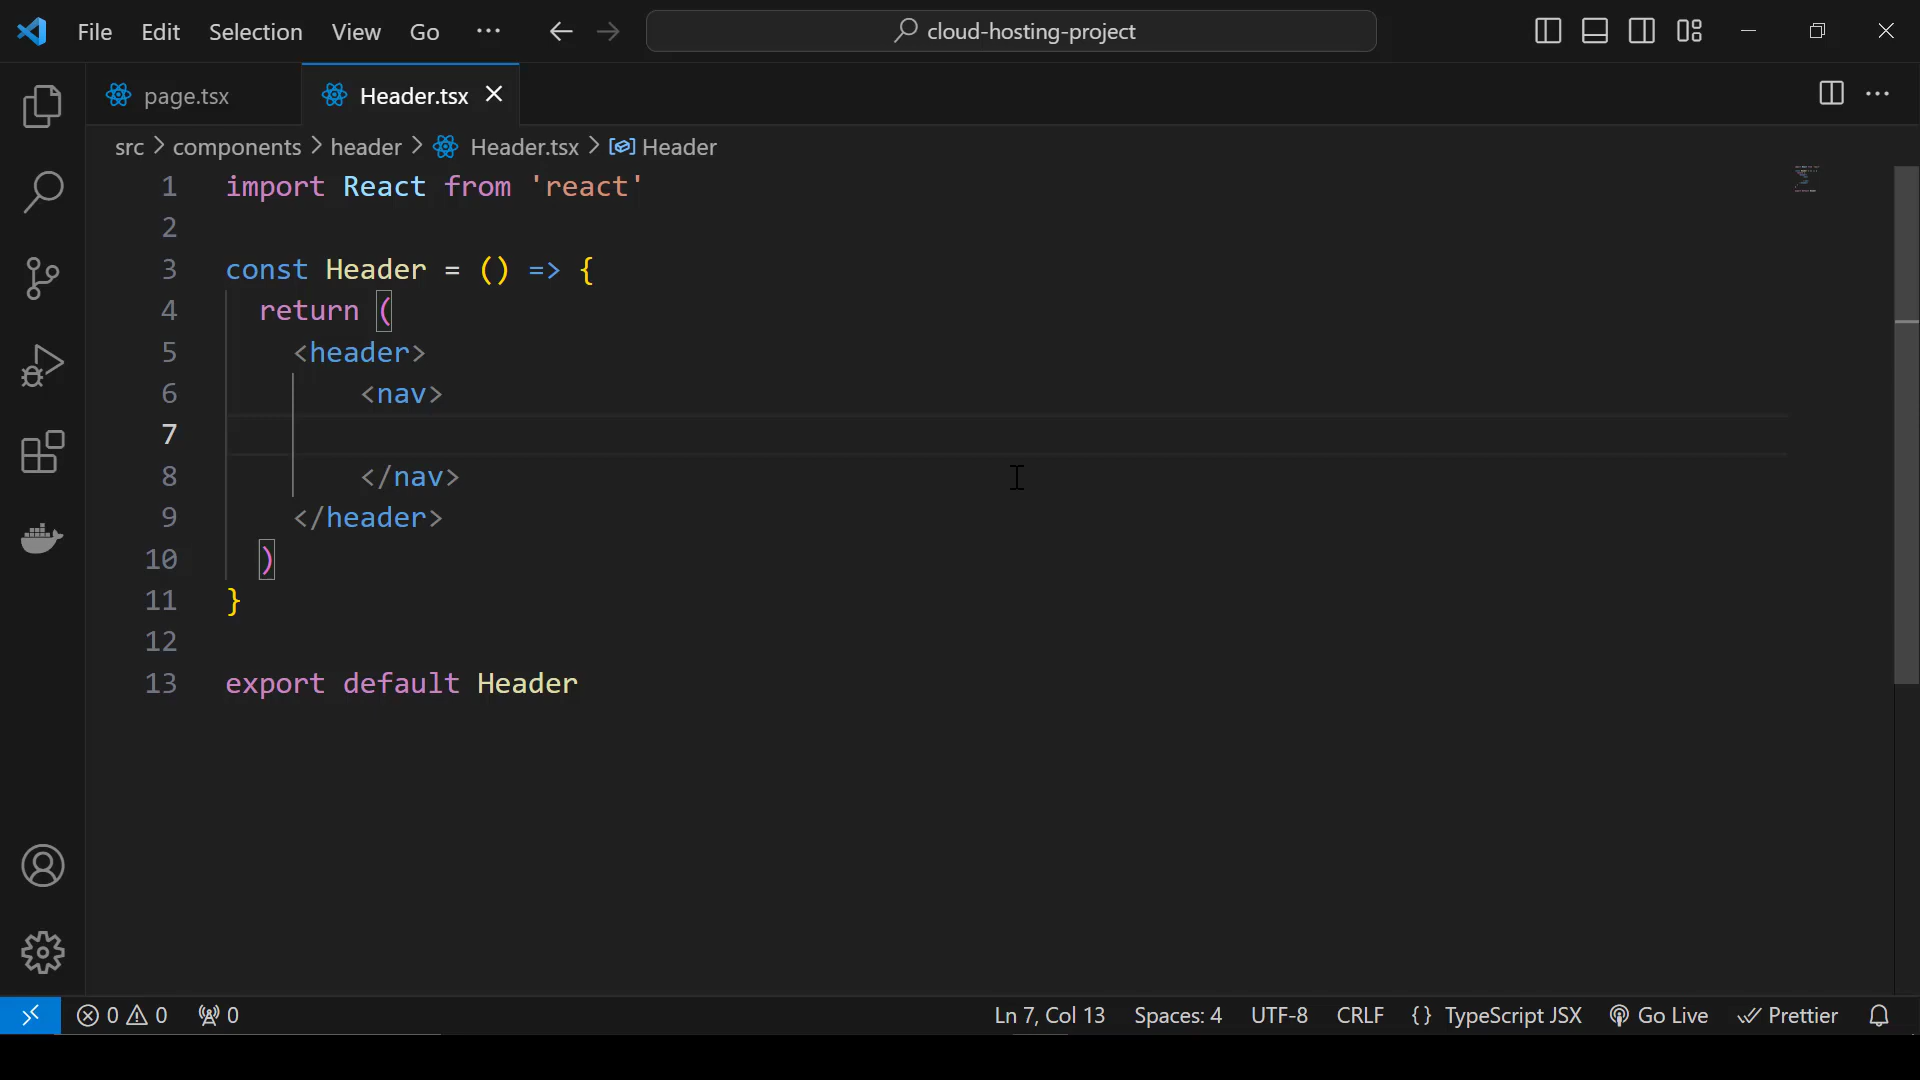 File Edit Selection View Go ··· cloud-hosting-project
page.tsx Header.tsx
src > components > header > Header.tsx > Header
1 import React from 'react'
2
3 const Header = () => {
4 return (
5 <header>
6 <nav>
7
8 </nav>
9 </header>
10 )
11 }
12
13 export default Header
0 0 0 Ln 7, Col 13 Spaces: 4 UTF-8 CRLF {} TypeScript JSX Go Live Prettier